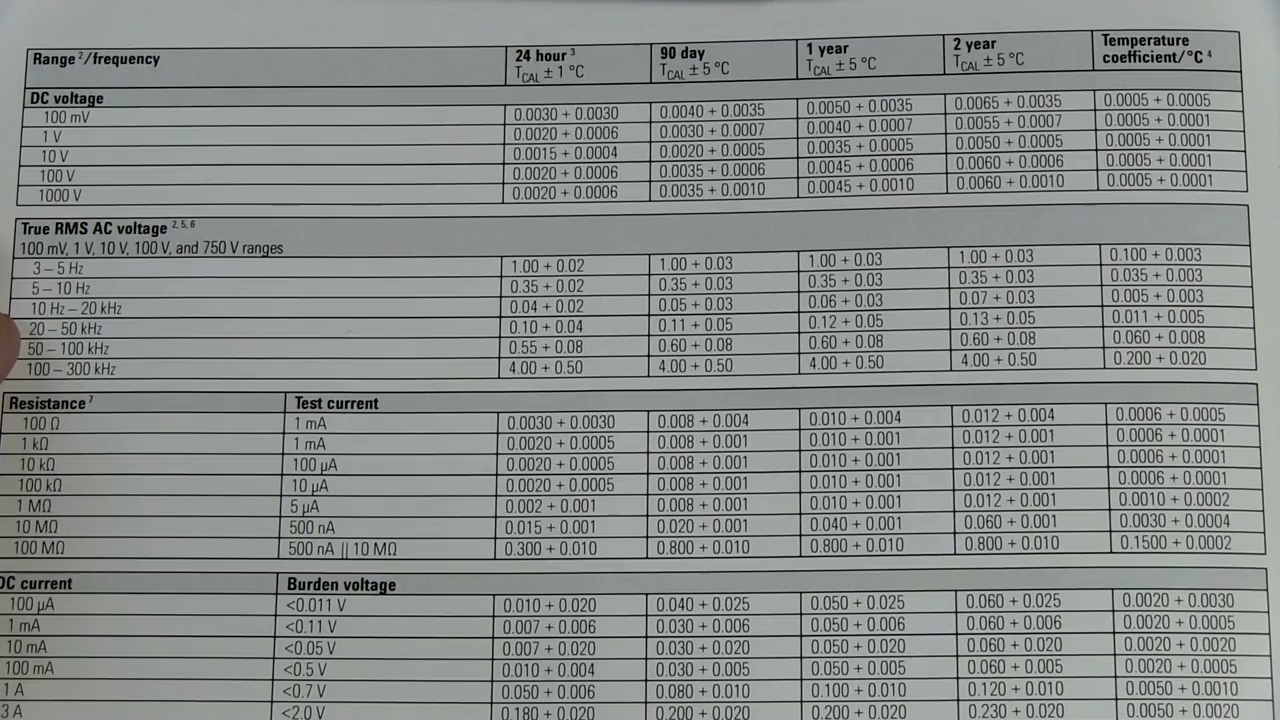 Range ²/frequency 24 hour ³ 90 day 1 year 2 year Temperature
TCAL ± 1 °C TCAL ± 5 °C TCAL ± 5 °C TCAL ± 5 °C coefficient/°C ⁴
DC voltage
100 mV 0.0030 + 0.0030 0.0040 + 0.0035 0.0050 + 0.0035 0.0065 + 0.0035 0.0005 + 0.0005
1 V 0.0020 + 0.0006 0.0030 + 0.0007 0.0040 + 0.0007 0.0055 + 0.0007 0.0005 + 0.0001
10 V 0.0015 + 0.0004 0.0020 + 0.0005 0.0035 + 0.0005 0.0050 + 0.0005 0.0005 + 0.0001
100 V 0.0020 + 0.0006 0.0035 + 0.0006 0.0045 + 0.0006 0.0060 + 0.0006 0.0005 + 0.0001
1000 V 0.0020 + 0.0006 0.0035 + 0.0010 0.0045 + 0.0010 0.0060 + 0.0010 0.0005 + 0.0001
True RMS AC voltage ²,⁵,⁶
100 mV, 1 V, 10 V, 100 V, and 750 V ranges
3 – 5 Hz 1.00 + 0.02 1.00 + 0.03 1.00 + 0.03 1.00 + 0.03 0.100 + 0.003
5 – 10 Hz 0.35 + 0.02 0.35 + 0.03 0.35 + 0.03 0.35 + 0.03 0.035 + 0.003
10 Hz – 20 kHz 0.04 + 0.02 0.05 + 0.03 0.06 + 0.03 0.07 + 0.03 0.005 + 0.003
20 – 50 kHz 0.10 + 0.04 0.11 + 0.05 0.12 + 0.05 0.13 + 0.05 0.011 + 0.005
50 – 100 kHz 0.55 + 0.08 0.60 + 0.08 0.60 + 0.08 0.60 + 0.08 0.060 + 0.008
100 – 300 kHz 4.00 + 0.50 4.00 + 0.50 4.00 + 0.50 4.00 + 0.50 0.200 + 0.020
Resistance ⁷ Test current
100 Ω 1 mA 0.0030 + 0.0030 0.008 + 0.004 0.010 + 0.004 0.012 + 0.004 0.0006 + 0.0005
1 kΩ 1 mA 0.0020 + 0.0005 0.008 + 0.001 0.010 + 0.001 0.012 + 0.001 0.0006 + 0.0001
10 kΩ 100 µA 0.0020 + 0.0005 0.008 + 0.001 0.010 + 0.001 0.012 + 0.001 0.0006 + 0.0001
100 kΩ 10 µA 0.0020 + 0.0005 0.008 + 0.001 0.010 + 0.001 0.012 + 0.001 0.0006 + 0.0001
1 MΩ 5 µA 0.002 + 0.001 0.008 + 0.001 0.010 + 0.001 0.012 + 0.001 0.0010 + 0.0002
10 MΩ 500 nA 0.015 + 0.001 0.020 + 0.001 0.040 + 0.001 0.060 + 0.001 0.0030 + 0.0004
100 MΩ 500 nA || 10 MΩ 0.300 + 0.010 0.800 + 0.010 0.800 + 0.010 0.800 + 0.010 0.1500 + 0.0002
DC current Burden voltage
100 µA <0.011 V 0.010 + 0.020 0.040 + 0.025 0.050 + 0.025 0.060 + 0.025 0.0020 + 0.0030
1 mA <0.11 V 0.007 + 0.006 0.030 + 0.006 0.050 + 0.006 0.060 + 0.006 0.0020 + 0.0005
10 mA <0.05 V 0.007 + 0.020 0.030 + 0.020 0.050 + 0.020 0.060 + 0.020 0.0020 + 0.0020
100 mA <0.5 V 0.010 + 0.004 0.030 + 0.005 0.050 + 0.005 0.060 + 0.005 0.0020 + 0.0005
1 A <0.7 V 0.050 + 0.006 0.080 + 0.010 0.100 + 0.010 0.120 + 0.010 0.0050 + 0.0010
3 A <2.0 V 0.180 + 0.020 0.200 + 0.020 0.200 + 0.020 0.230 + 0.020 0.0050 + 0.0020